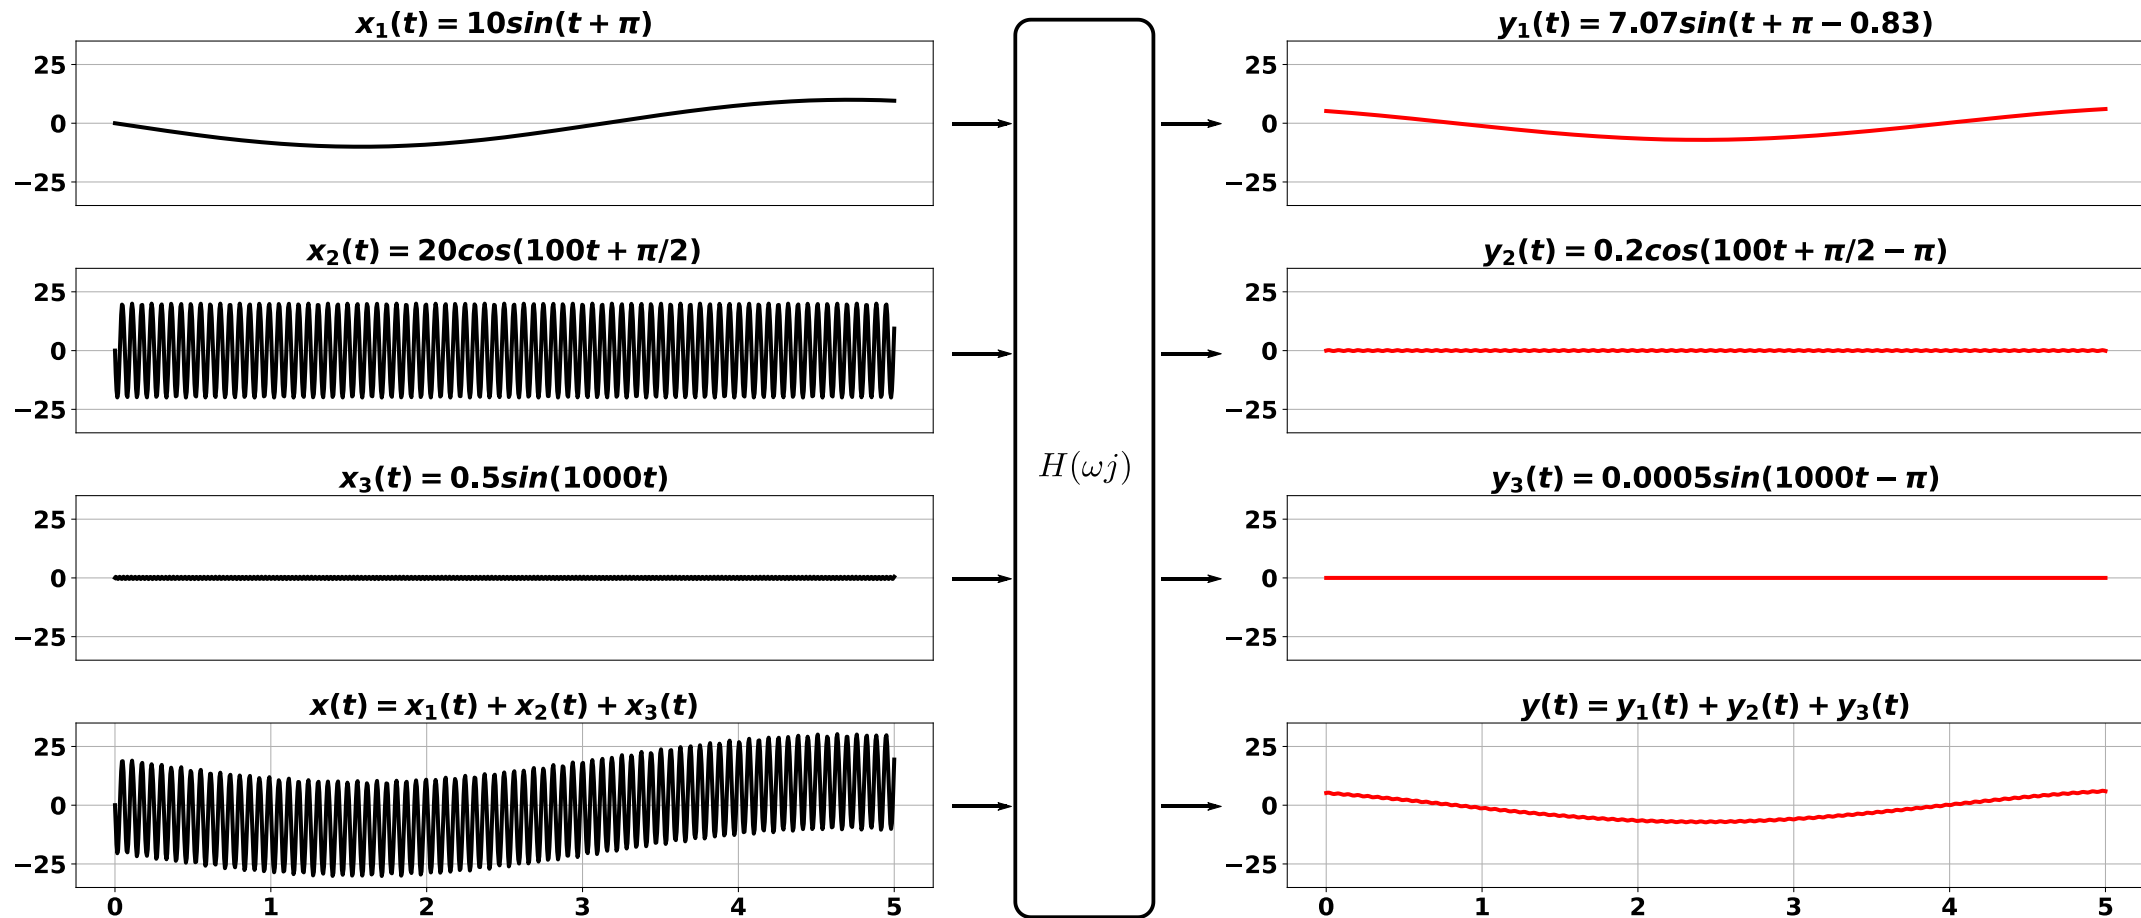 x₁(t) = 10sin(t + π)
25
0
−25
y₁(t) = 7.07sin(t + π − 0.83)
25
0
−25
x₂(t) = 20cos(100t + π/2)
25
0
−25
y₂(t) = 0.2cos(100t + π/2 − π)
25
0
−25
H(ωj)
x₃(t) = 0.5sin(1000t)
25
0
−25
y₃(t) = 0.0005sin(1000t − π)
25
0
−25
x(t) = x₁(t) + x₂(t) + x₃(t)
25
0
−25
0 1 2 3 4 5
y(t) = y₁(t) + y₂(t) + y₃(t)
25
0
−25
0 1 2 3 4 5